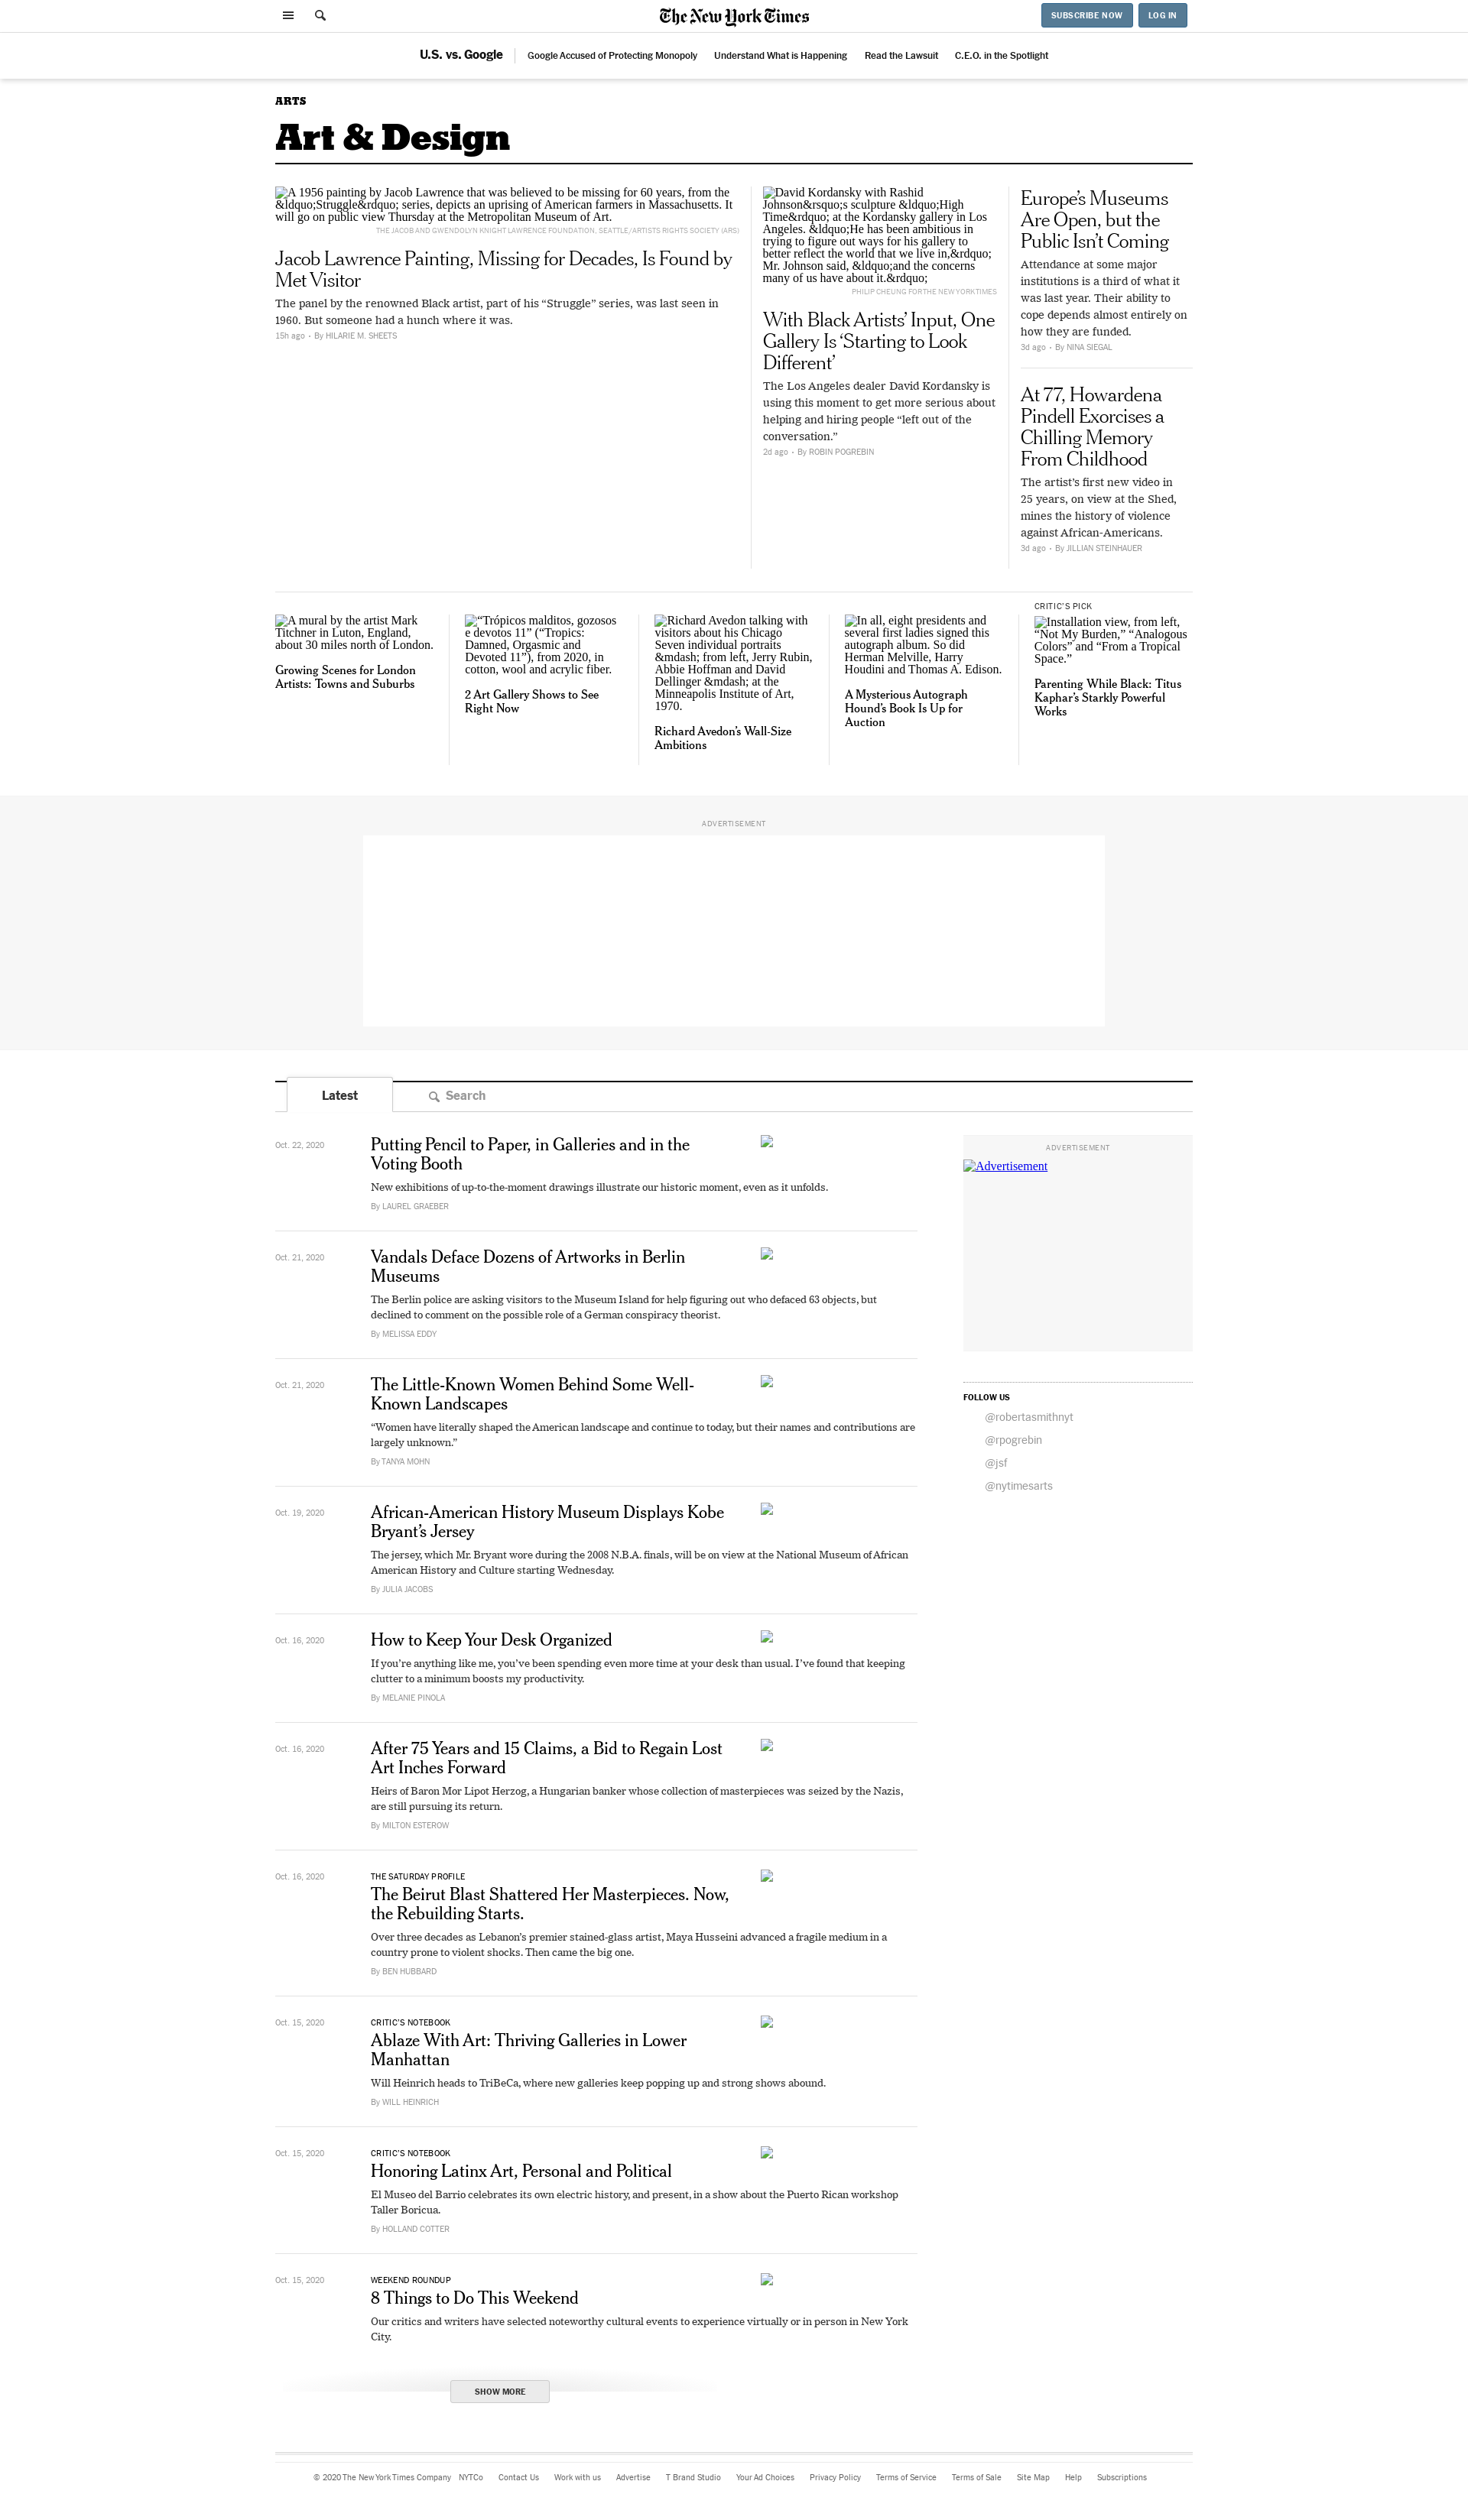 The New York Times
SUBSCRIBE NOW
LOG IN
U.S. vs. Google
Google Accused of Protecting Monopoly
Understand What is Happening
Read the Lawsuit
C.E.O. in the Spotlight
ARTS
Art & Design
A 1956 painting by Jacob Lawrence that was believed to be missing for 60 years, from the
&ldquo;Struggle&rdquo; series, depicts an uprising of American farmers in Massachusetts. It
will go on public view Thursday at the Metropolitan Museum of Art.
THE JACOB AND GWENDOLYN KNIGHT LAWRENCE FOUNDATION, SEATTLE/ARTISTS RIGHTS SOCIETY (ARS)
Jacob Lawrence Painting, Missing for Decades, Is Found by
Met Visitor
The panel by the renowned Black artist, part of his “Struggle” series, was last seen in
1960. But someone had a hunch where it was.
15h ago • By HILARIE M. SHEETS
David Kordansky with Rashid
Johnson&rsquo;s sculpture &ldquo;High
Time&rdquo; at the Kordansky gallery in Los
Angeles. &ldquo;He has been ambitious in
trying to figure out ways for his gallery to
better reflect the world that we live in,&rdquo;
Mr. Johnson said, &ldquo;and the concerns
many of us have about it.&rdquo;
PHILIP CHEUNG FOR THE NEW YORK TIMES
With Black Artists’ Input, One
Gallery Is ‘Starting to Look
Different’
The Los Angeles dealer David Kordansky is
using this moment to get more serious about
helping and hiring people “left out of the
conversation.”
2d ago • By ROBIN POGREBIN
Europe’s Museums
Are Open, but the
Public Isn’t Coming
Attendance at some major
institutions is a third of what it
was last year. Their ability to
cope depends almost entirely on
how they are funded.
3d ago • By NINA SIEGAL
At 77, Howardena
Pindell Exorcises a
Chilling Memory
From Childhood
The artist’s first new video in
25 years, on view at the Shed,
mines the history of violence
against African-Americans.
3d ago • By JILLIAN STEINHAUER
A mural by the artist Mark
Titchner in Luton, England,
about 30 miles north of London.
Growing Scenes for London
Artists: Towns and Suburbs
“Trópicos malditos, gozosos
e devotos 11” (“Tropics:
Damned, Orgasmic and
Devoted 11”), from 2020, in
cotton, wool and acrylic fiber.
2 Art Gallery Shows to See
Right Now
Richard Avedon talking with
visitors about his Chicago
Seven individual portraits
&mdash; from left, Jerry Rubin,
Abbie Hoffman and David
Dellinger &mdash; at the
Minneapolis Institute of Art,
1970.
Richard Avedon’s Wall-Size
Ambitions
In all, eight presidents and
several first ladies signed this
autograph album. So did
Herman Melville, Harry
Houdini and Thomas A. Edison.
A Mysterious Autograph
Hound’s Book Is Up for
Auction
CRITIC’S PICK
Installation view, from left,
“Not My Burden,” “Analogous
Colors” and “From a Tropical
Space.”
Parenting While Black: Titus
Kaphar’s Starkly Powerful
Works
ADVERTISEMENT
Latest
Search
Oct. 22, 2020
Putting Pencil to Paper, in Galleries and in the
Voting Booth
New exhibitions of up-to-the-moment drawings illustrate our historic moment, even as it unfolds.
By LAUREL GRAEBER
Oct. 21, 2020
Vandals Deface Dozens of Artworks in Berlin
Museums
The Berlin police are asking visitors to the Museum Island for help figuring out who defaced 63 objects, but
declined to comment on the possible role of a German conspiracy theorist.
By MELISSA EDDY
Oct. 21, 2020
The Little-Known Women Behind Some Well-
Known Landscapes
“Women have literally shaped the American landscape and continue to today, but their names and contributions are
largely unknown.”
By TANYA MOHN
Oct. 19, 2020
African-American History Museum Displays Kobe
Bryant’s Jersey
The jersey, which Mr. Bryant wore during the 2008 N.B.A. finals, will be on view at the National Museum of African
American History and Culture starting Wednesday.
By JULIA JACOBS
Oct. 16, 2020
How to Keep Your Desk Organized
If you’re anything like me, you’ve been spending even more time at your desk than usual. I’ve found that keeping
clutter to a minimum boosts my productivity.
By MELANIE PINOLA
Oct. 16, 2020
After 75 Years and 15 Claims, a Bid to Regain Lost
Art Inches Forward
Heirs of Baron Mor Lipot Herzog, a Hungarian banker whose collection of masterpieces was seized by the Nazis,
are still pursuing its return.
By MILTON ESTEROW
Oct. 16, 2020
THE SATURDAY PROFILE
The Beirut Blast Shattered Her Masterpieces. Now,
the Rebuilding Starts.
Over three decades as Lebanon’s premier stained-glass artist, Maya Husseini advanced a fragile medium in a
country prone to violent shocks. Then came the big one.
By BEN HUBBARD
Oct. 15, 2020
CRITIC’S NOTEBOOK
Ablaze With Art: Thriving Galleries in Lower
Manhattan
Will Heinrich heads to TriBeCa, where new galleries keep popping up and strong shows abound.
By WILL HEINRICH
Oct. 15, 2020
CRITIC’S NOTEBOOK
Honoring Latinx Art, Personal and Political
El Museo del Barrio celebrates its own electric history, and present, in a show about the Puerto Rican workshop
Taller Boricua.
By HOLLAND COTTER
Oct. 15, 2020
WEEKEND ROUNDUP
8 Things to Do This Weekend
Our critics and writers have selected noteworthy cultural events to experience virtually or in person in New York
City.
SHOW MORE
ADVERTISEMENT
Advertisement
FOLLOW US
@robertasmithnyt
@rpogrebin
@jsf
@nytimesarts
© 2020 The New York Times Company
NYTCo
Contact Us
Work with us
Advertise
T Brand Studio
Your Ad Choices
Privacy Policy
Terms of Service
Terms of Sale
Site Map
Help
Subscriptions